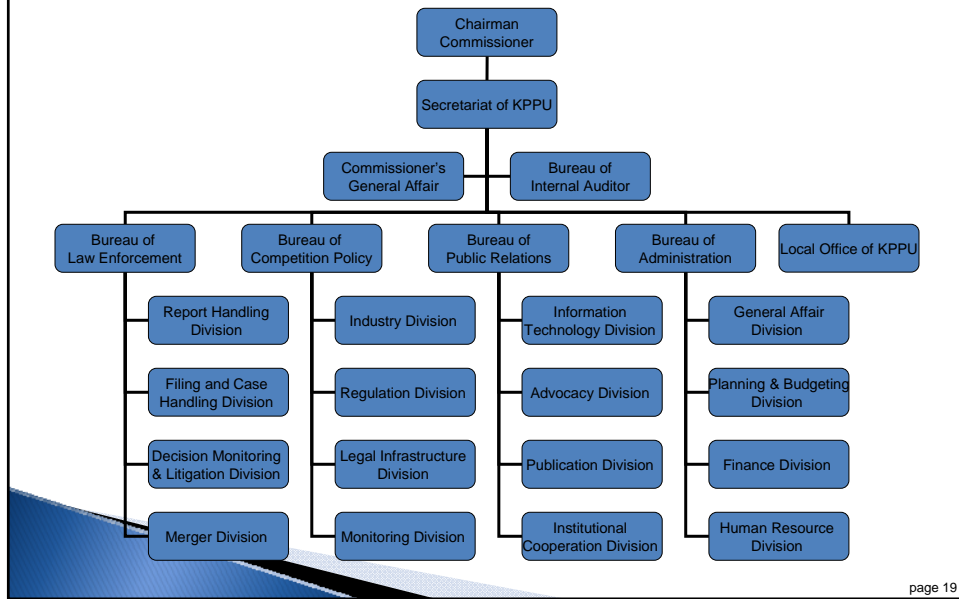 Chairman
Commissioner
Secretariat of KPPU
Commissioner's
General Affair
Bureau of
Internal Auditor
Bureau of
Law Enforcement
Bureau of
Competition Policy
Bureau of
Public Relations
Bureau of
Administration
Local Office of KPPU
Report Handling
Division
Industry Division
Information
Technology Division
General Affair
Division
Filing and Case
Handling Division
Regulation Division
Advocacy Division
Planning & Budgeting
Division
Decision Monitoring
& Litigation Division
Legal Infrastructure
Division
Publication Division
Finance Division
Merger Division
Monitoring Division
Institutional
Cooperation Division
Human Resource
Division
page 19